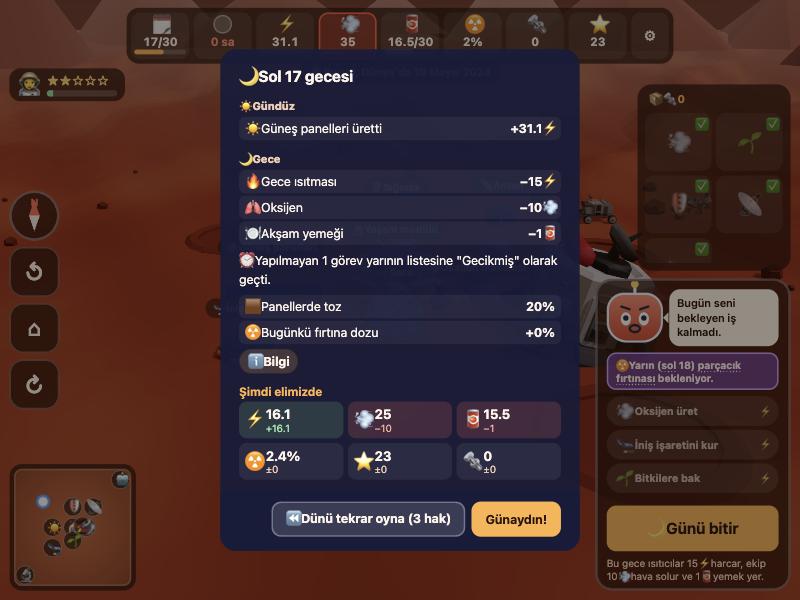 17/30
0 sa
31.1
35
16.5/30
2%
0
23
Sol 17 gecesi
Gündüz
Güneş panelleri üretti +31.1
Gece
Gece ısıtması −15
Oksijen −10
Akşam yemeği −1
Yapılmayan 1 görev yarının listesine "Gecikmiş" olarak
geçti.
Panellerde toz 20%
Bugünkü fırtına dozu +0%
Bilgi
Şimdi elimizde
16.1
+16.1
25
−10
15.5
−1
2.4%
±0
23
±0
0
±0
Dünü tekrar oyna (3 hak)
Günaydın!
0
Bugün seni
bekleyen iş
kalmadı.
Yarın (sol 18) parçacık
fırtınası bekleniyor.
Oksijen üret
İniş işaretini kur
Bitkilere bak
Günü bitir
Bu gece ısıtıcılar 15 harcar, ekip
10 hava solur ve 1 yemek yer.